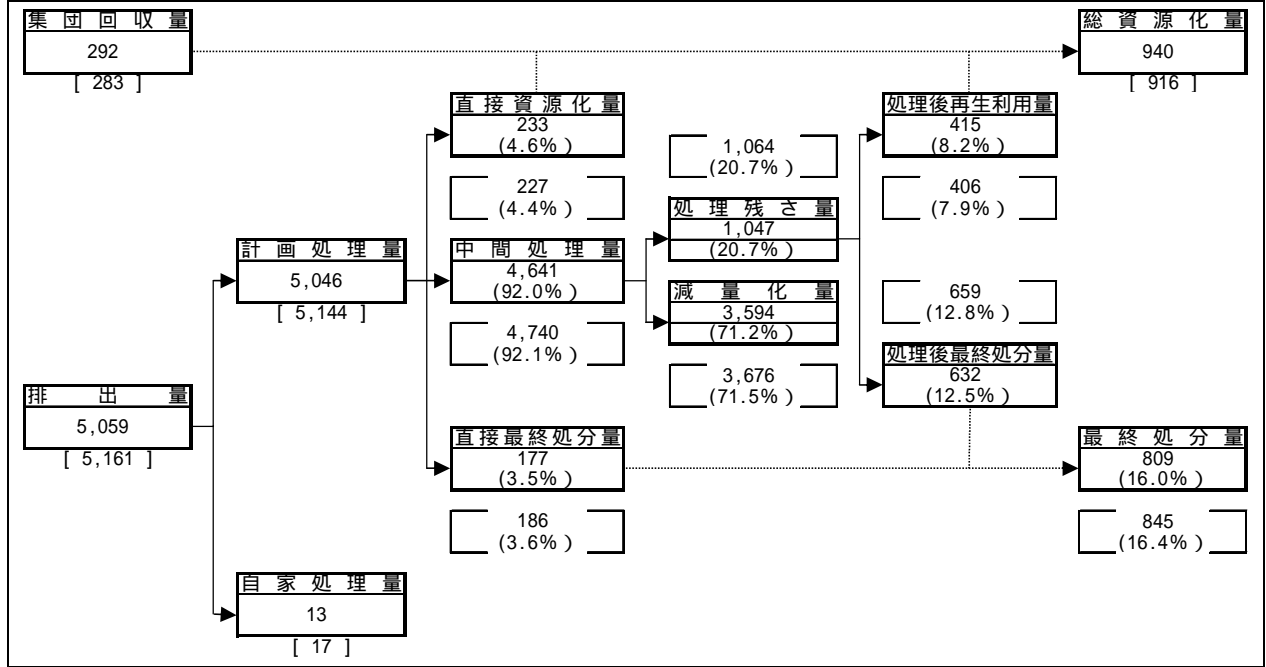 集団回収量
292
[ 283 ]
総資源化量
940
[ 916 ]
直接資源化量
233
(4.6%)
227
(4.4%)
1,064
(20.7%)
処理後再生利用量
415
(8.2%)
406
(7.9%)
処理残さ量
1,047
(20.7%)
計画処理量
5,046
[ 5,144 ]
中間処理量
4,641
(92.0%)
4,740
(92.1%)
減量化量
3,594
(71.2%)
3,676
(71.5%)
659
(12.8%)
処理後最終処分量
632
(12.5%)
排出量
5,059
[ 5,161 ]
直接最終処分量
177
(3.5%)
186
(3.6%)
最終処分量
809
(16.0%)
845
(16.4%)
自家処理量
13
[ 17 ]